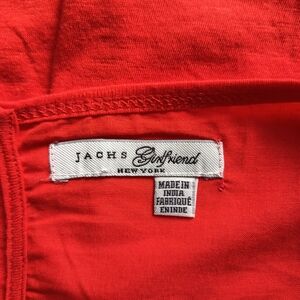 JACHS Girlfriend
NEW YORK
MADE IN
INDIA
FABRIQUÉ
EN INDE